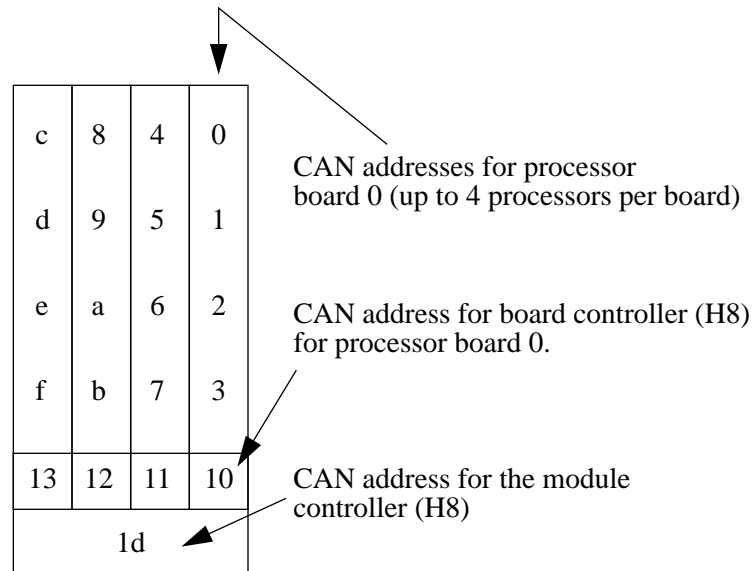 c 8 4 0
CAN addresses for processor
board 0 (up to 4 processors per board)
d 9 5 1
e a 6 2
CAN address for board controller (H8)
for processor board 0.
f b 7 3
13 12 11 10
CAN address for the module
controller (H8)
1d